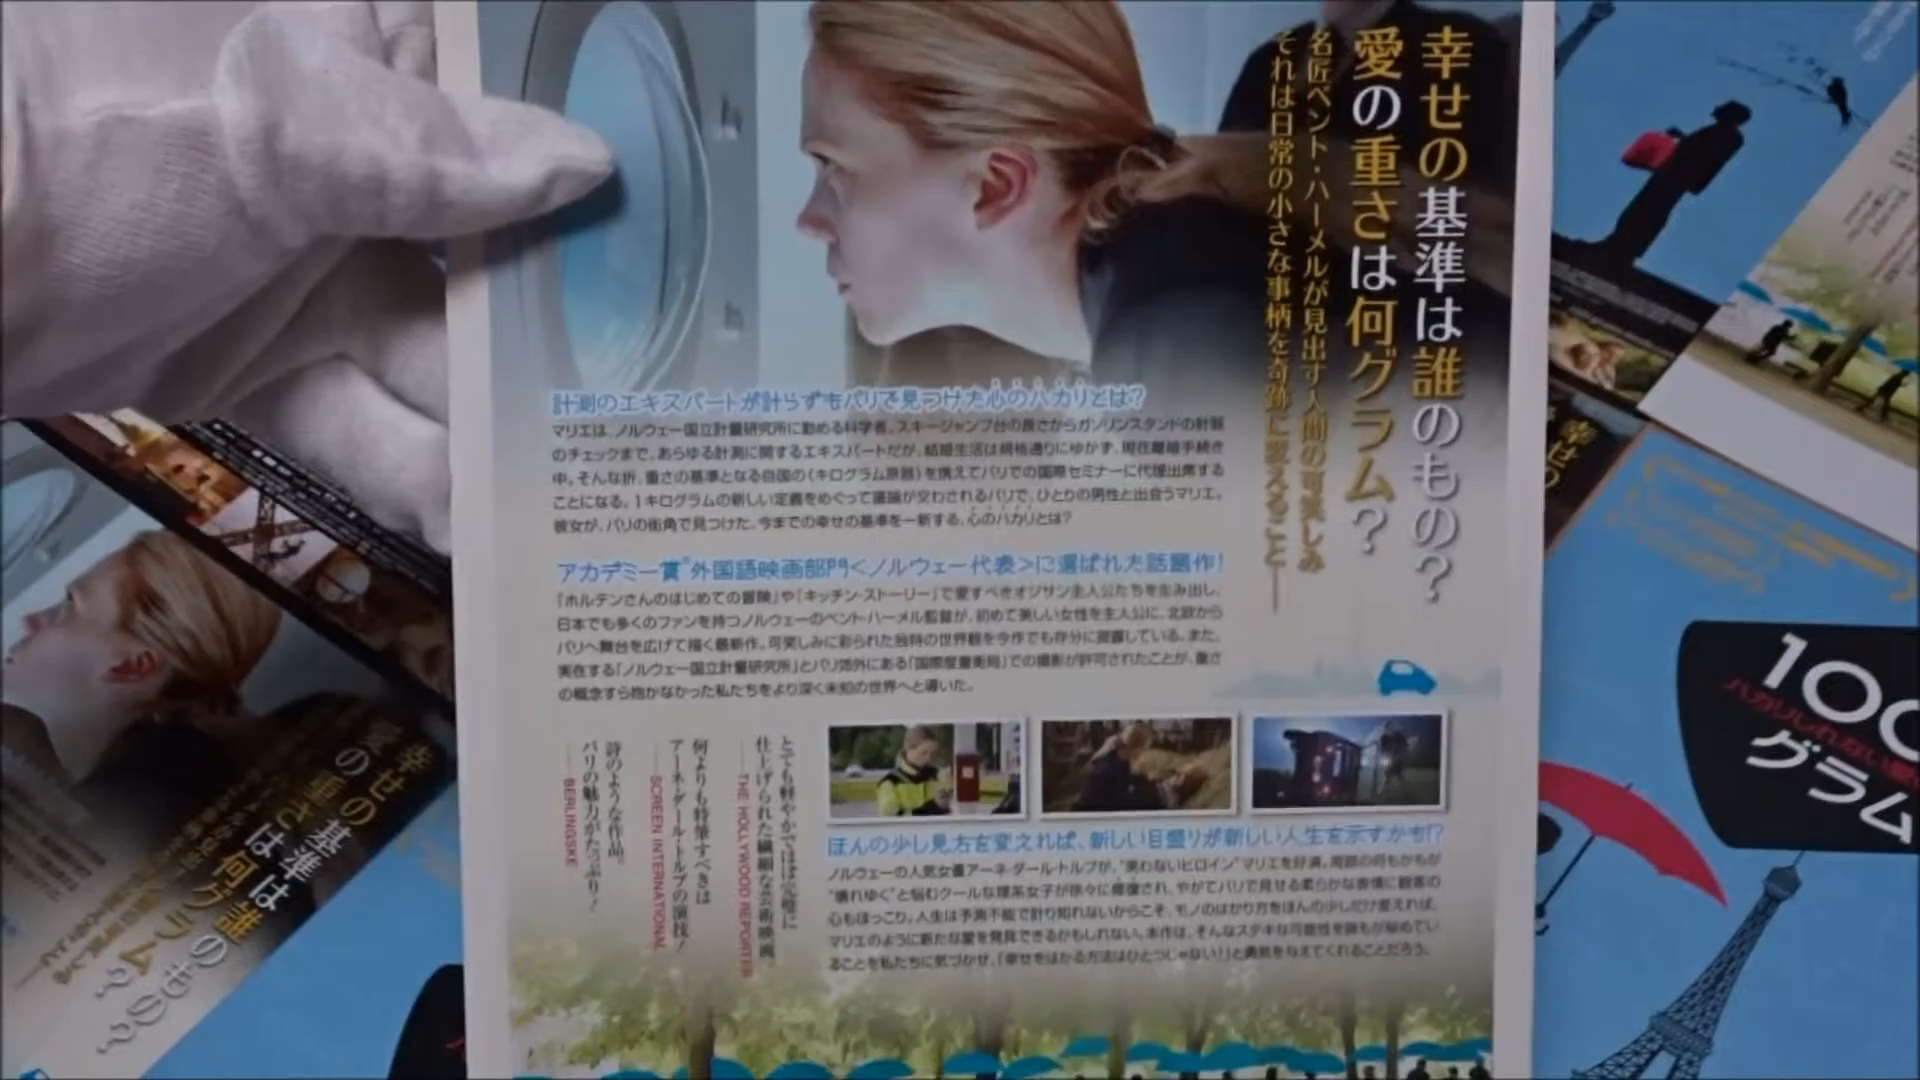 幸せの基準は誰のもの?
愛の重さは何グラム?
名匠ベント・ハーメルが見出す人間の可笑しみ
それは日常の小さな事柄を奇跡に変えること――
計測のエキスパートが計らずもパリで見つけた心のハカリとは?
マリエは、ノルウェー国立計量研究所に勤める科学者。スキージャンプ台の長さからガソリンスタンドの計器
のチェックまで、あらゆる計測に関するエキスパートだが、結婚生活は規格通りにゆかず、現在離婚手続き
中。そんな折、重さの基準となる自国の〈キログラム原器〉を携えてパリでの国際セミナーに代理出席する
ことになる。1キログラムの新しい定義をめぐって議論が交わされるパリで、ひとりの男性と出会うマリエ。
彼女が、パリの街角で見つけた、今までの幸せの基準を一新する、心のハカリとは?
アカデミー賞®外国語映画部門<ノルウェー代表>に選ばれた話題作!
「ホルテンさんのはじめての冒険」や「キッチン・ストーリー」で愛すべきオジサン主人公たちを生み出し、
日本でも多くのファンを持つノルウェーのベント・ハーメル監督が、初めて美しい女性を主人公に、北欧から
パリへ舞台を広げて描く最新作。可笑しみに彩られた独特の世界観を今作でも存分に披露している。また、
実在する「ノルウェー国立計量研究所」とパリ郊外にある「国際度量衡局」での撮影が許可されたことが、重さ
の概念すら抱かなかった私たちをより深く未知の世界へと導いた。
とても軽やかでほぼ完璧に
仕上げられた繊細な芸術映画。
――THE HOLLYWOOD REPORTER
何よりも特筆すべきは
アーネ・ダール・トルプの演技!
――SCREEN INTERNATIONAL
詩のような作品。
パリの魅力がたっぷり!
――BERLINGSKE
ほんの少し見方を変えれば、新しい目盛りが新しい人生を示すかも!?
ノルウェーの人気女優アーネ・ダール・トルプが、“笑わないヒロイン”マリエを好演。周囲の何もかもが
“壊れゆく”と悩むクールな理系女子が徐々に修復され、やがてパリで見せる柔らかな表情に観客の
心もほっこり。人生は予測不能で計り知れないからこそ、モノのはかり方をほんの少しだけ変えれば、
マリエのように新たな愛を発見できるかもしれない。本作は、そんなステキな可能性を誰もが秘めてい
ることを私たちに気づかせ、「幸せをはかる方法はひとつじゃない!」と勇気を与えてくれることだろう。
100
ハカリしれない愛
グラム
幸せの基準は誰のもの?
愛の重さは何グラム?
幸せの